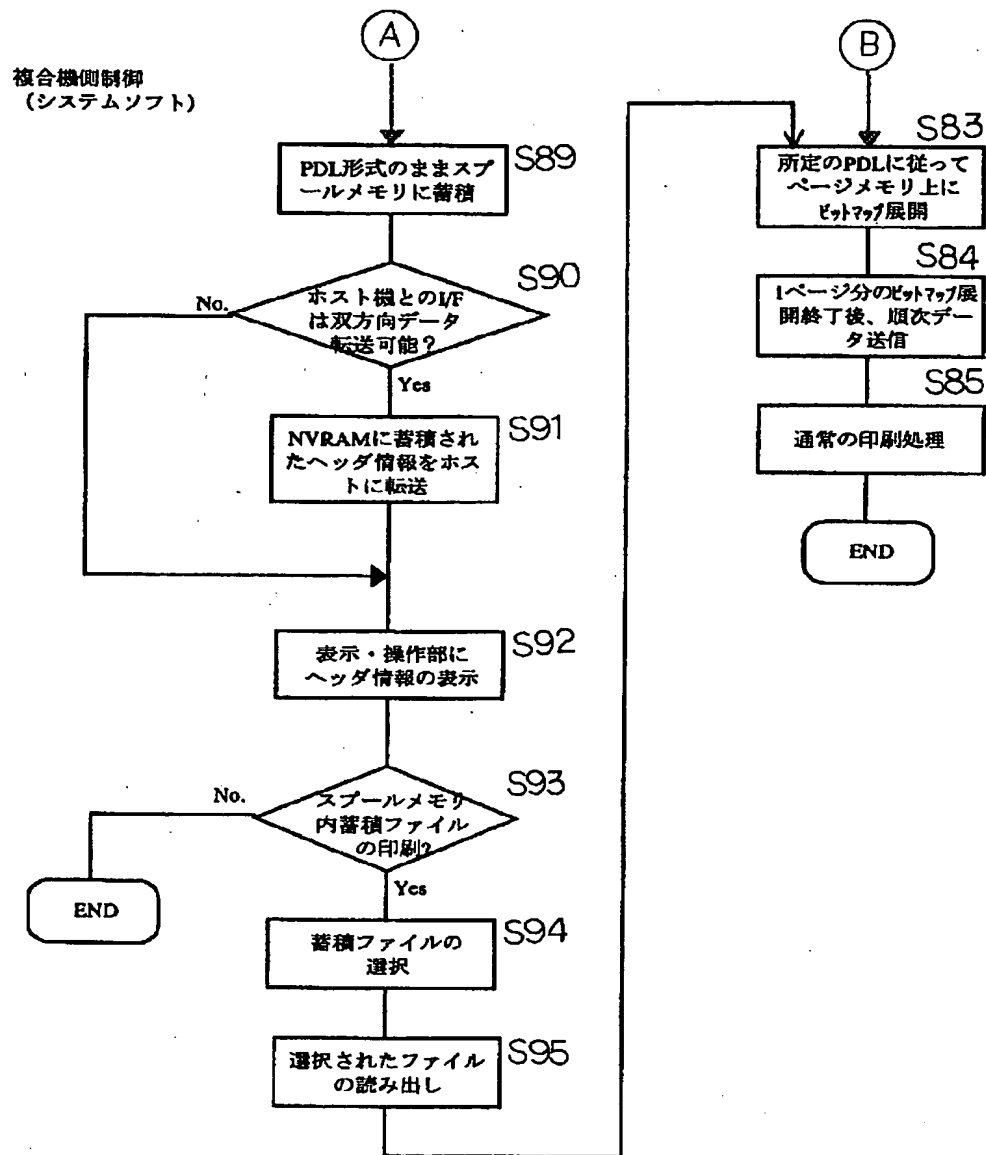 複合機側制御
(システムソフト)
A
PDL形式のままスプ
ールメモリに蓄積
S89
ホスト機とのI/F
は双方向データ
転送可能?
S90
No.
Yes
NVRAMに蓄積され
たヘッダ情報をホス
トに転送
S91
表示・操作部に
ヘッダ情報の表示
S92
スプールメモリ
内蓄積ファイル
の印刷?
S93
No.
END
Yes
蓄積ファイルの
選択
S94
選択されたファイル
の読み出し
S95
B
S83
所定のPDLに従って
ページメモリ上に
ビットマップ展開
S84
1ページ分のビットマップ展
開終了後、順次デー
タ送信
S85
通常の印刷処理
END